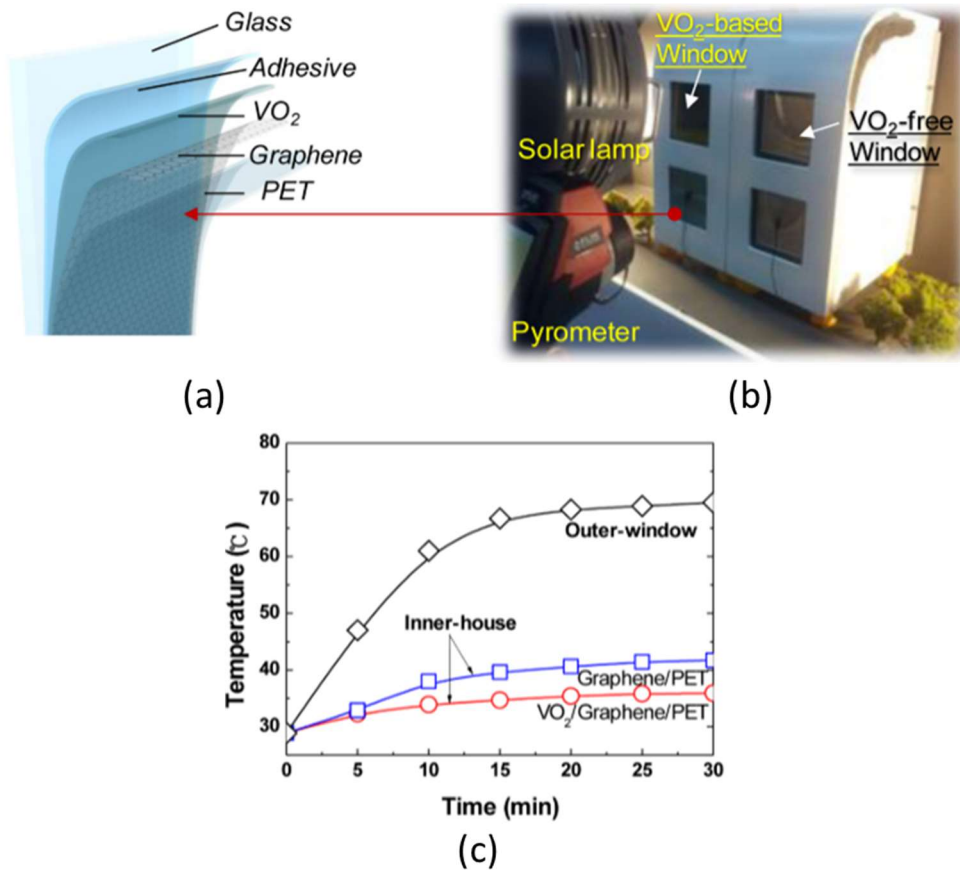 Glass
Adhesive
VO2
Graphene
PET
(a)
VO2-based
Window
Solar lamp
VO2-free
Window
Pyrometer
(b)
80
70
60
50
40
30
Temperature (℃)
Outer-window
Inner-house
Graphene/PET
VO2/Graphene/PET
0
5
10
15
20
25
30
Time (min)
(c)